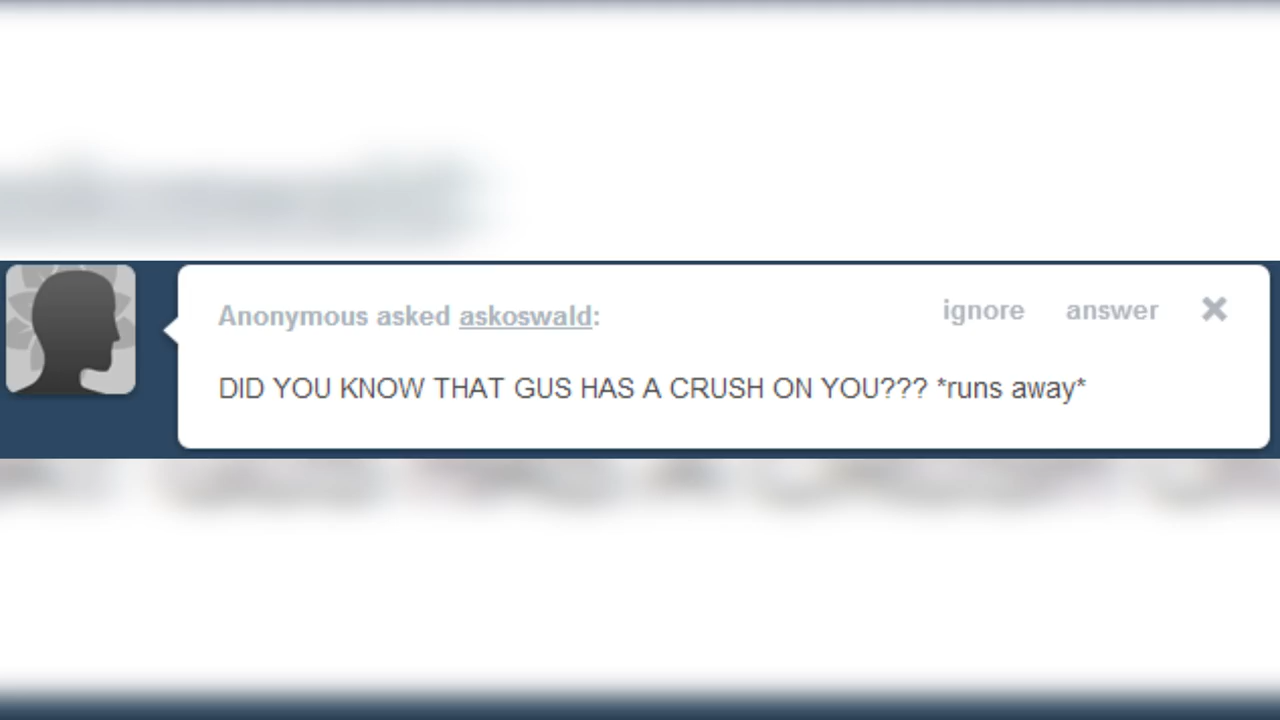 Anonymous asked askoswald:
ignore answer
DID YOU KNOW THAT GUS HAS A CRUSH ON YOU??? *runs away*